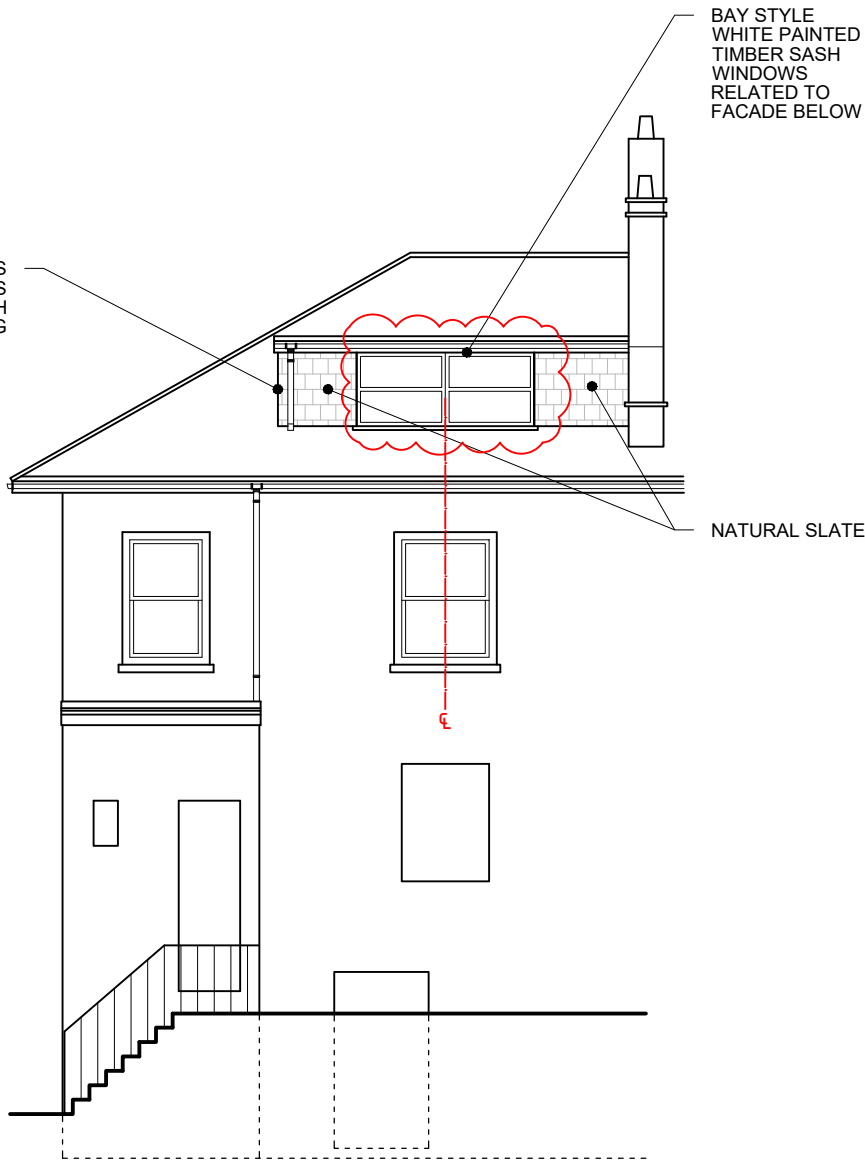 BAY STYLE
WHITE PAINTED
TIMBER SASH
WINDOWS
RELATED TO
FACADE BELOW
S
S
H
G
NATURAL SLATE
℄